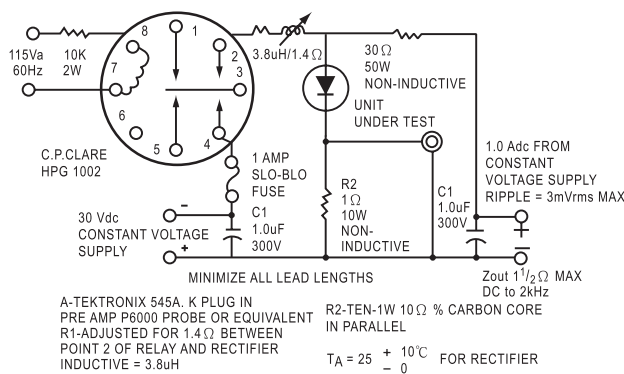 115Va
60Hz
10K
2W
8
1
2
3
4
5
6
7
3.8uH/1.4Ω
30Ω
50W
NON-INDUCTIVE
UNIT
UNDER TEST
C.P.CLARE
HPG 1002
1 AMP
SLO-BLO
FUSE
30 Vdc
CONSTANT VOLTAGE
SUPPLY
−
+
C1
1.0uF
300V
R2
1Ω
10W
NON-
INDUCTIVE
C1
1.0uF
300V
1.0 Adc FROM
CONSTANT
VOLTAGE SUPPLY
RIPPLE = 3mVrms MAX
+
−
Zout 1 1/2 Ω MAX
DC to 2kHz
MINIMIZE ALL LEAD LENGTHS
A-TEKTRONIX 545A. K PLUG IN
PRE AMP P6000 PROBE OR EQUIVALENT
R1-ADJUSTED FOR 1.4Ω BETWEEN
POINT 2 OF RELAY AND RECTIFIER
INDUCTIVE = 3.8uH
R2-TEN-1W 10Ω % CARBON CORE
IN PARALLEL
TA = 25 + 10℃ FOR RECTIFIER
− 0